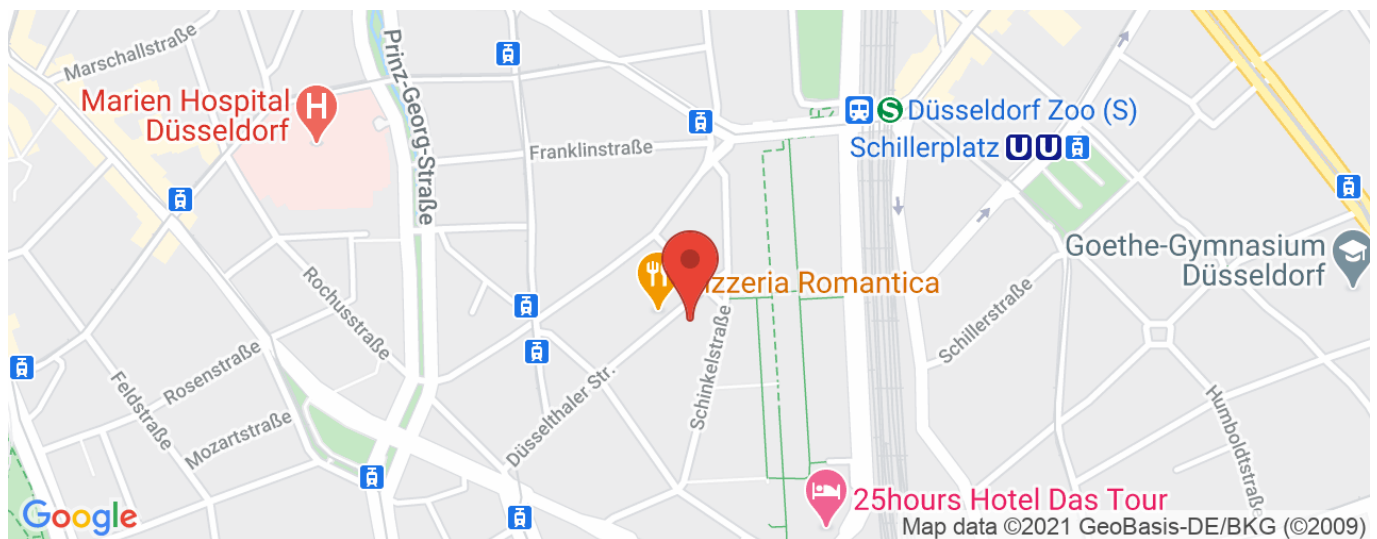 Marschallstraße
Prinz-Georg-Straße
Marien Hospital
Düsseldorf
H
Düsseldorf Zoo (S)
S
Schillerplatz
U U
Franklinstraße
Goethe-Gymnasium
Düsseldorf
zzeria Romantica
Rochusstraße
Schinkelstraße
Schillerstraße
Rosenstraße
Feldstraße
Mozartstraße
Düsselthaler Str.
Humboldtstraße
25hours Hotel Das Tour
Google
Map data ©2021 GeoBasis-DE/BKG (©2009)